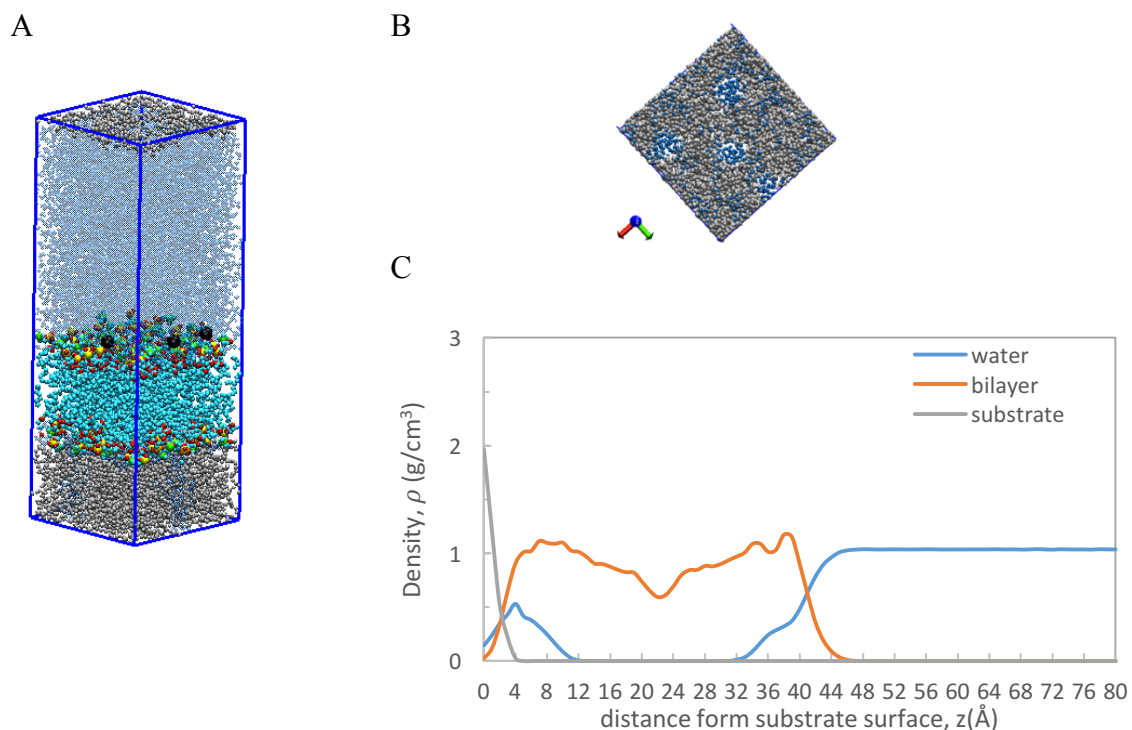 A
B
C
3
2
1
0
Density, ρ (g/cm³)
water
bilayer
substrate
0 4 8 12 16 20 24 28 32 36 40 44 48 52 56 60 64 68 72 76 80
distance form substrate surface, z(Å)